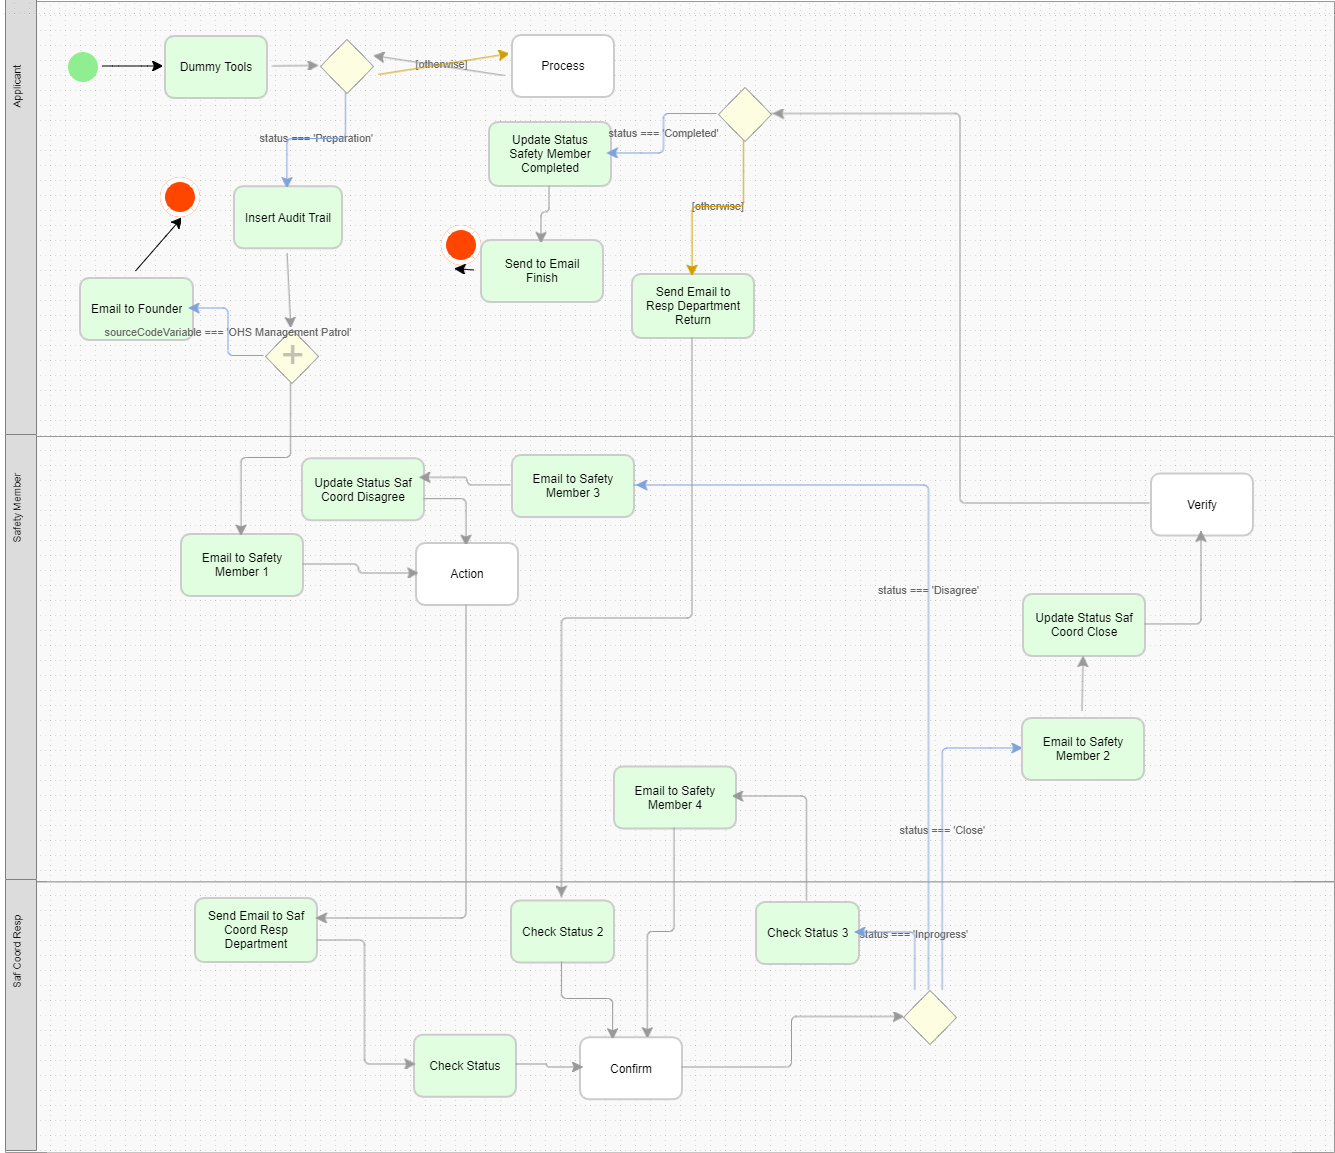 Applicant
Dummy Tools
[otherwise]
Process
status === 'Preparation'
Update Status
Safety Member
Completed
status === 'Completed'
Insert Audit Trail
[otherwise]
Send to Email
Finish
Send Email to
Resp Department
Return
Email to Founder
sourceCodeVariable === 'OHS Management Patrol'
Safety Member
Update Status Saf
Coord Disagree
Email to Safety
Member 3
Verify
Email to Safety
Member 1
Action
status === 'Disagree'
Update Status Saf
Coord Close
Email to Safety
Member 2
Email to Safety
Member 4
status === 'Close'
Saf Coord Resp
Send Email to Saf
Coord Resp
Department
Check Status 2
Check Status 3
status === 'Inprogress'
Check Status
Confirm